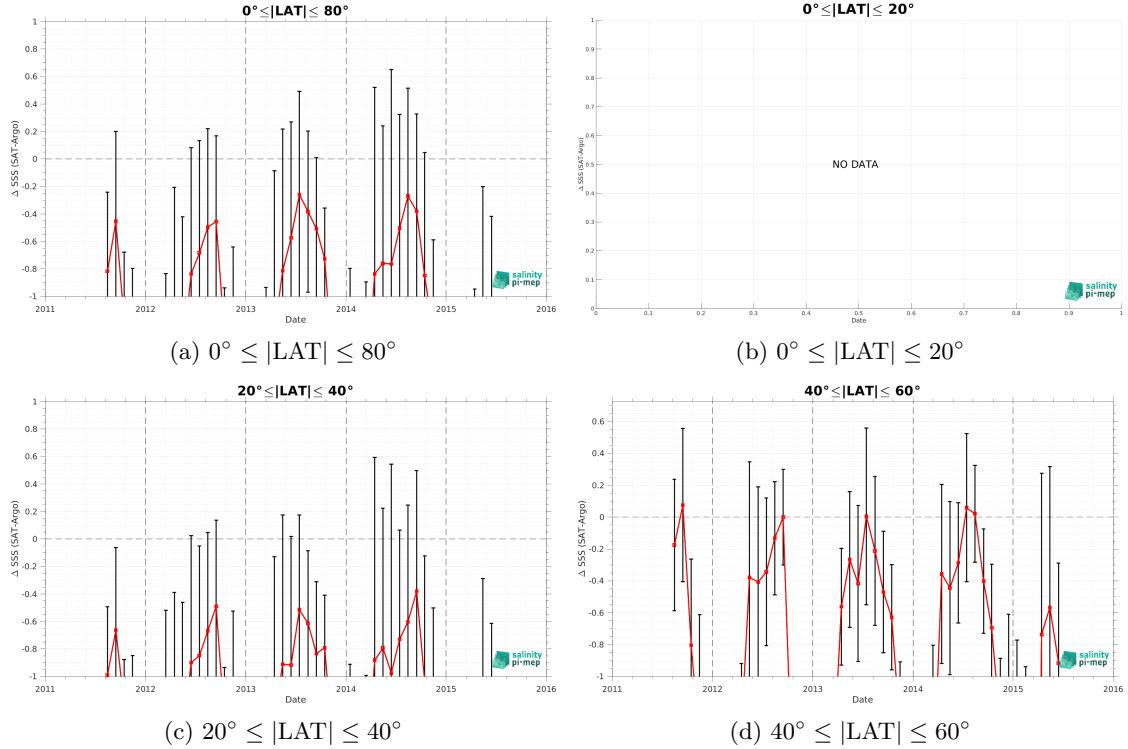 0°≤|LAT|≤ 80°
Δ SSS (SAT-Argo)
1
0.8
0.6
0.4
0.2
0
-0.2
-0.4
-0.6
-0.8
-1
2011 2012 2013 2014 2015 2016
Date
salinity
pi-mep
(a) 0° ≤ |LAT| ≤ 80°
0°≤|LAT|≤ 20°
Δ SSS (SAT-Argo)
1
0.9
0.8
0.7
0.6
0.5
0.4
0.3
0.2
0.1
0
NO DATA
0 0.1 0.2 0.3 0.4 0.5 0.6 0.7 0.8 0.9 1
Date
salinity
pi-mep
(b) 0° ≤ |LAT| ≤ 20°
20°≤|LAT|≤ 40°
Δ SSS (SAT-Argo)
1
0.8
0.6
0.4
0.2
0
-0.2
-0.4
-0.6
-0.8
-1
2011 2012 2013 2014 2015 2016
Date
salinity
pi-mep
(c) 20° ≤ |LAT| ≤ 40°
40°≤|LAT|≤ 60°
Δ SSS (SAT-Argo)
0.6
0.4
0.2
0
-0.2
-0.4
-0.6
-0.8
-1
2011 2012 2013 2014 2015 2016
Date
salinity
pi-mep
(d) 40° ≤ |LAT| ≤ 60°